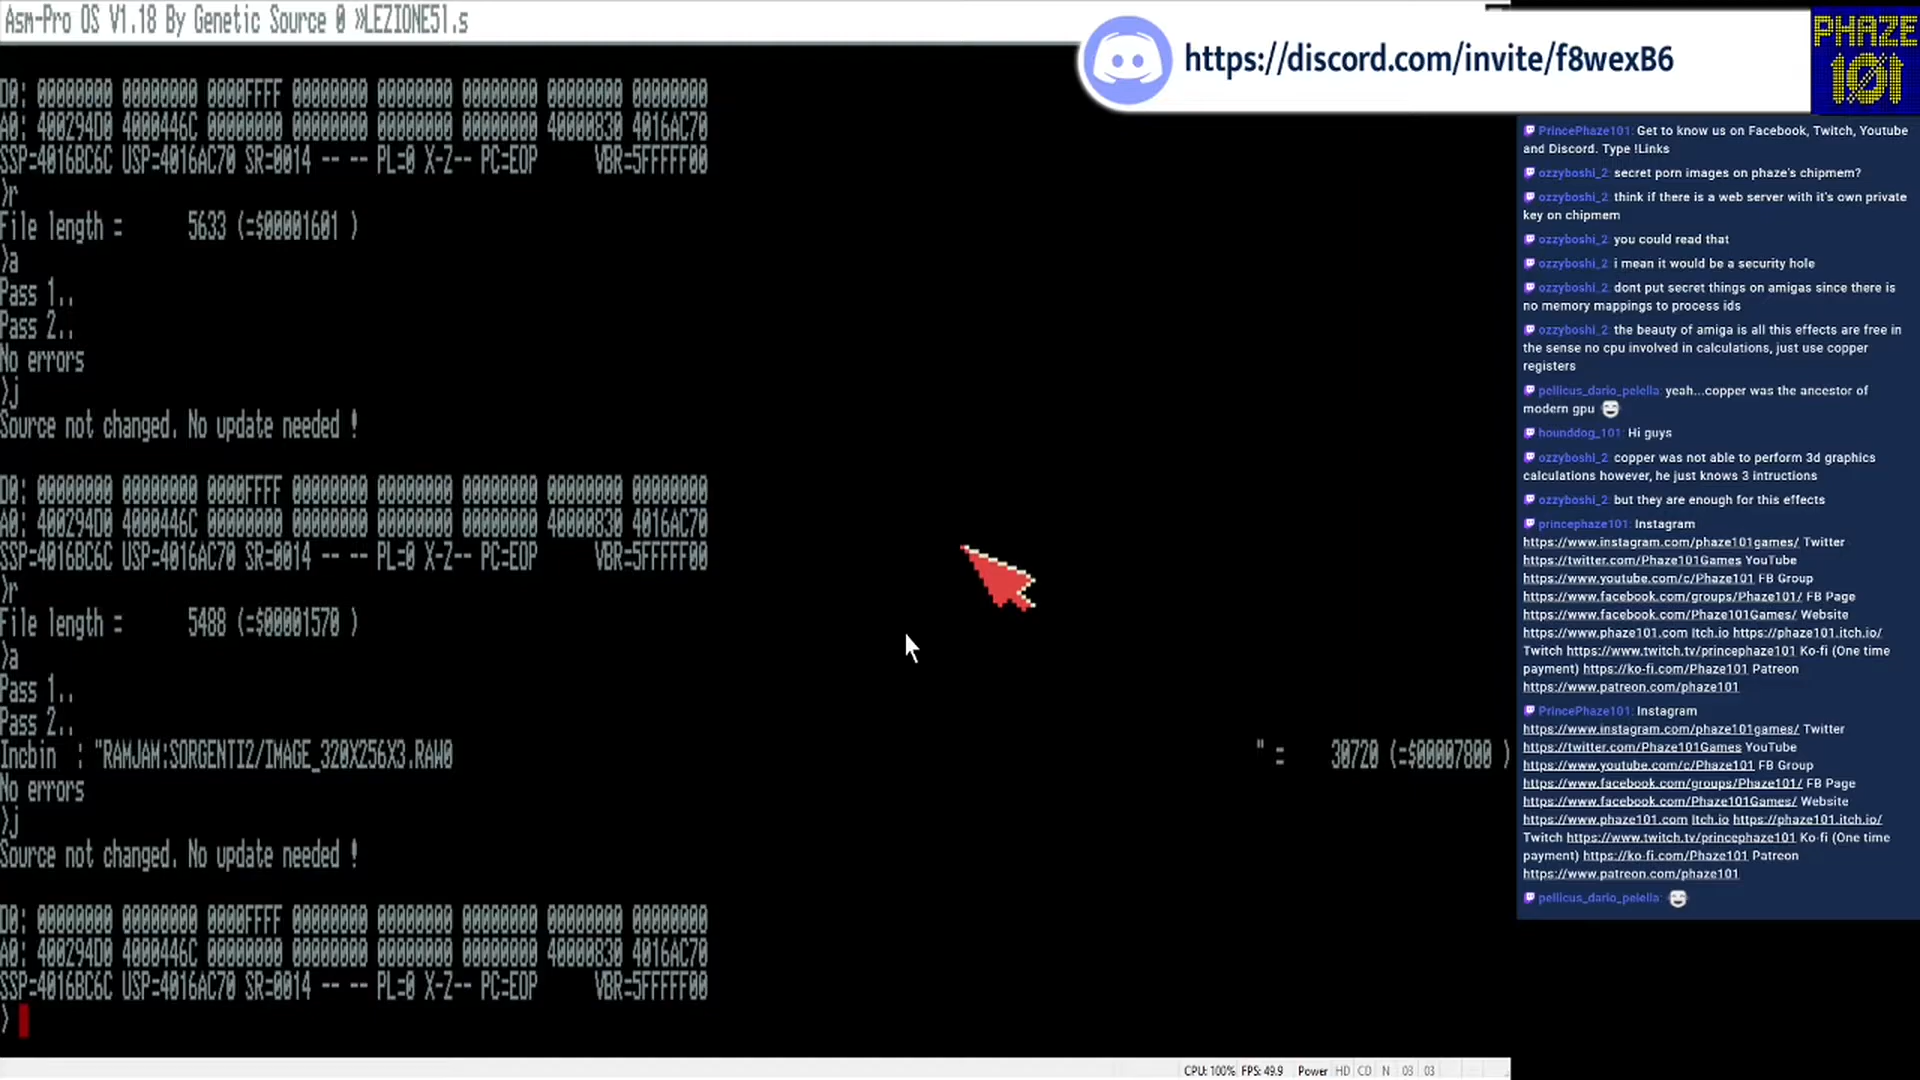 Asm-Pro OS V1.18 By Genetic Source 0 »LEZIONE5l.s
D0: 00000000 00000000 0000FFFF 00000000 00000000 00000000 00000000 00000000
A0: 400294D0 4000446C 00000000 00000000 00000000 00000000 40000830 4016AC70
SSP=4016BC6C USP=4016AC70 SR=0014 -- -- PL=0 X-Z-- PC=EOP VBR=5FFFFF00
>r
File length = 5633 (=$00001601 )
>a
Pass 1..
Pass 2..
No errors
>j
Source not changed. No update needed !
D0: 00000000 00000000 0000FFFF 00000000 00000000 00000000 00000000 00000000
A0: 400294D0 4000446C 00000000 00000000 00000000 00000000 40000830 4016AC70
SSP=4016BC6C USP=4016AC70 SR=0014 -- -- PL=0 X-Z-- PC=EOP VBR=5FFFFF00
>r
File length = 5488 (=$00001570 )
>a
Pass 1..
Pass 2..
Incbin : "RAMJAM:SORGENTI2/IMAGE_320X256X3.RAW0 " = 30720 (=$00007800 )
No errors
>j
Source not changed. No update needed !
D0: 00000000 00000000 0000FFFF 00000000 00000000 00000000 00000000 00000000
A0: 400294D0 4000446C 00000000 00000000 00000000 00000000 40000830 4016AC70
SSP=4016BC6C USP=4016AC70 SR=0014 -- -- PL=0 X-Z-- PC=EOP VBR=5FFFFF00
>
CPU: 100% FPS: 49.9 Power HD CD N 03 03
https://discord.com/invite/f8wexB6
PHAZE
101
PrincePhaze101: Get to know us on Facebook, Twitch, Youtube
and Discord. Type !Links
ozzyboshi_2: secret porn images on phaze's chipmem?
ozzyboshi_2: think if there is a web server with it's own private
key on chipmem
ozzyboshi_2: you could read that
ozzyboshi_2: i mean it would be a security hole
ozzyboshi_2: dont put secret things on amigas since there is
no memory mappings to process ids
ozzyboshi_2: the beauty of amiga is all this effects are free in
the sense no cpu involved in calculations, just use copper
registers
pellicus_dario_pelella: yeah...copper was the ancestor of
modern gpu
hounddog_101: Hi guys
ozzyboshi_2: copper was not able to perform 3d graphics
calculations however, he just knows 3 intructions
ozzyboshi_2: but they are enough for this effects
princephaze101: Instagram
https://www.instagram.com/phaze101games/ Twitter
https://twitter.com/Phaze101Games YouTube
https://www.youtube.com/c/Phaze101 FB Group
https://www.facebook.com/groups/Phaze101/ FB Page
https://www.facebook.com/Phaze101Games/ Website
https://www.phaze101.com Itch.io https://phaze101.itch.io/
Twitch https://www.twitch.tv/princephaze101 Ko-fi (One time
payment) https://ko-fi.com/Phaze101 Patreon
https://www.patreon.com/phaze101
PrincePhaze101: Instagram
https://www.instagram.com/phaze101games/ Twitter
https://twitter.com/Phaze101Games YouTube
https://www.youtube.com/c/Phaze101 FB Group
https://www.facebook.com/groups/Phaze101/ FB Page
https://www.facebook.com/Phaze101Games/ Website
https://www.phaze101.com Itch.io https://phaze101.itch.io/
Twitch https://www.twitch.tv/princephaze101 Ko-fi (One time
payment) https://ko-fi.com/Phaze101 Patreon
https://www.patreon.com/phaze101
pellicus_dario_pelella: